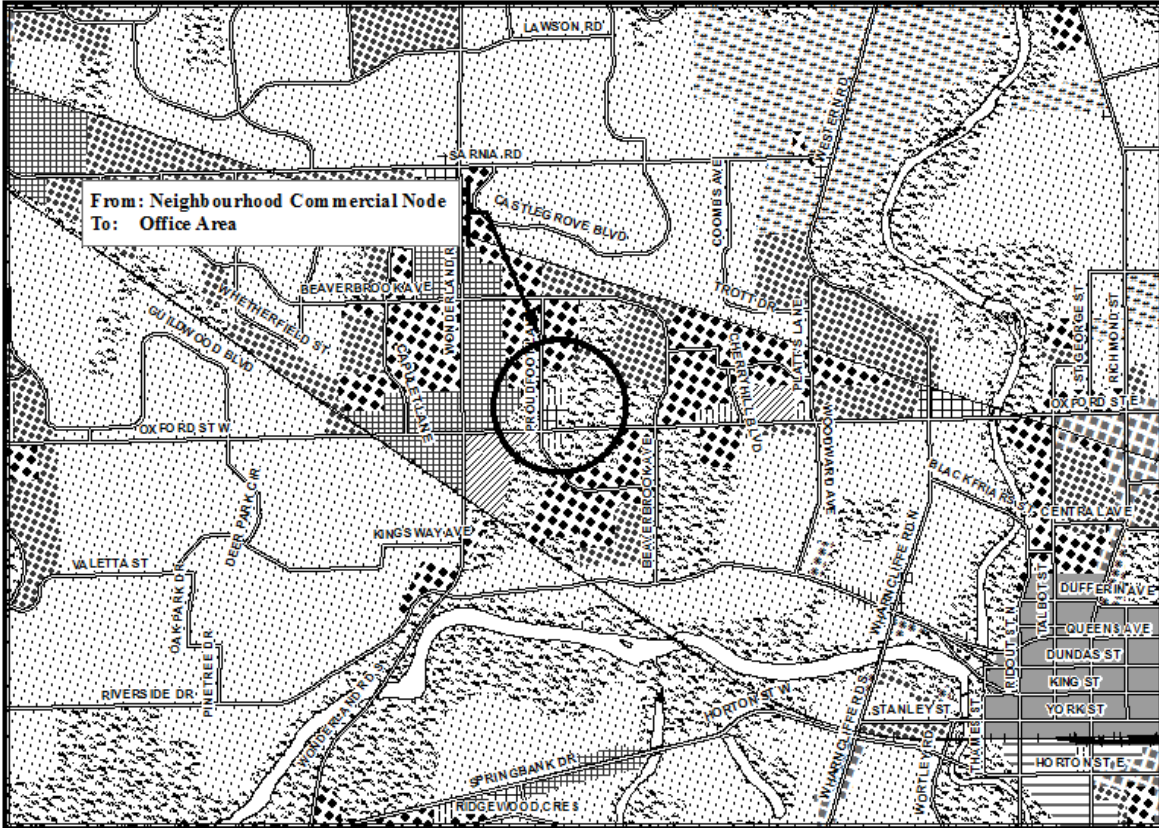 LAWSON RD
WESTERN RD
SARNIA RD
From: Neighbourhood Commercial Node
To: Office Area
CASTLEGROVE BLVD
COOMBS AVE
BEAVERBROOK AVE
WHETHERFIELD ST
GUILDWOOD BLVD
WONDERLAND R
TROTT DR
PLATTS LANE
ST GEORGE ST
RICHMOND ST
CAPULET LANE
PROUDFOOT
CHERRYHILL BLVD
OXFORD ST W
OXFORD ST E
WOODWARD AVE
BEAVERBROOK AVE
BLACKFRIARS ST
CENTRAL AVE
DEER PARK CIR
KINGSWAY AVE
VALETTA ST
OAK PARK DR
PINETREE DR
WHARNCLIFFE RD N
TALBOT ST
DUFFERIN AVE
QUEENS AVE
RIDOUT ST N
DUNDAS ST
KING ST
YORK ST
RIVERSIDE DR
WONDERLAND RD S
HORTON ST W
STANLEY ST
THAMES ST
WHARNCLIFFE RD S
WORTLEY RD
HORTON ST E
SPRINGBANK DR
RIDGEWOOD CRES